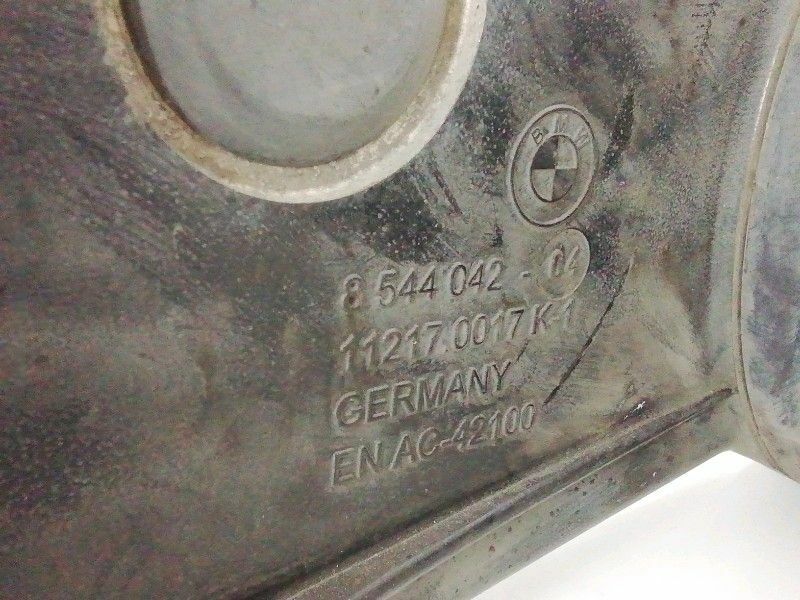 BMW
8 544 042 - 04
11217.0017 K-1
GERMANY
EN AC-42100